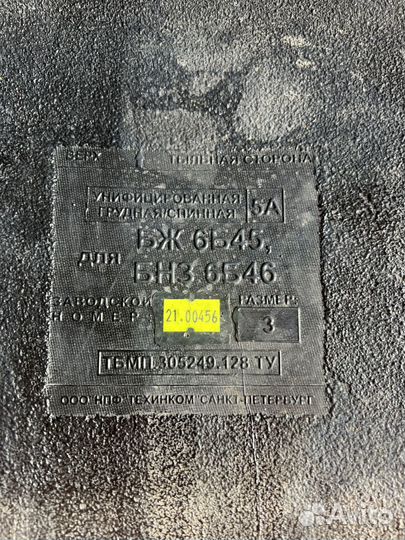 ВЕРХ ТЫЛЬНАЯ СТОРОНА
УНИФИЦИРОВАННАЯ
ГРУДНАЯ/СПИННАЯ 5А
для БЖ 6Б45,
БНЗ 6Б46
ЗАВОДСКОЙ НОМЕР 21.00456
РАЗМЕР: 3
ТБМП.305249.128 ТУ
ООО "НПФ "ТЕХИНКОМ" САНКТ-ПЕТЕРБУРГ
Avito